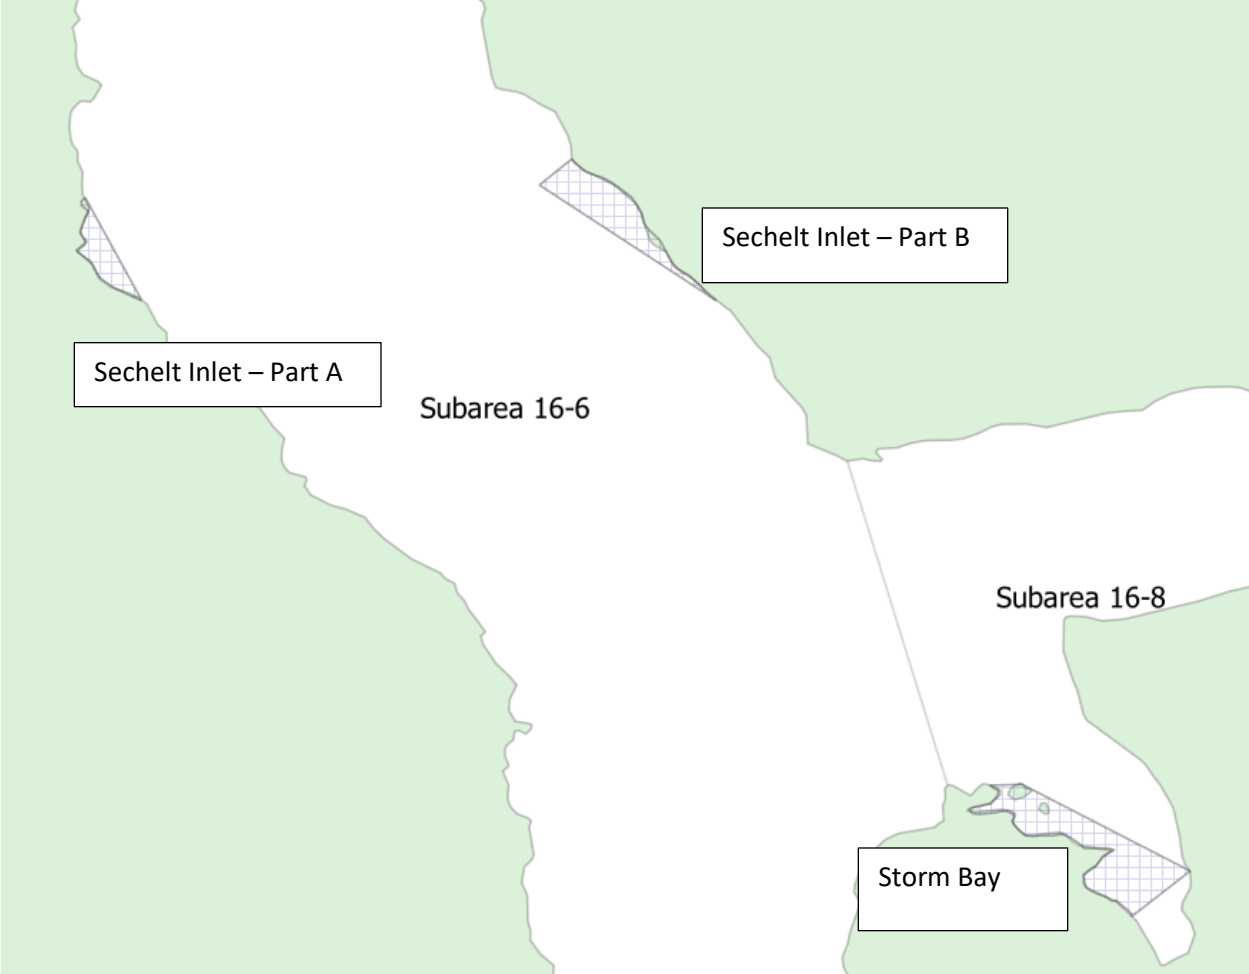 Sechelt Inlet – Part B
Sechelt Inlet – Part A
Subarea 16-6
Subarea 16-8
Storm Bay